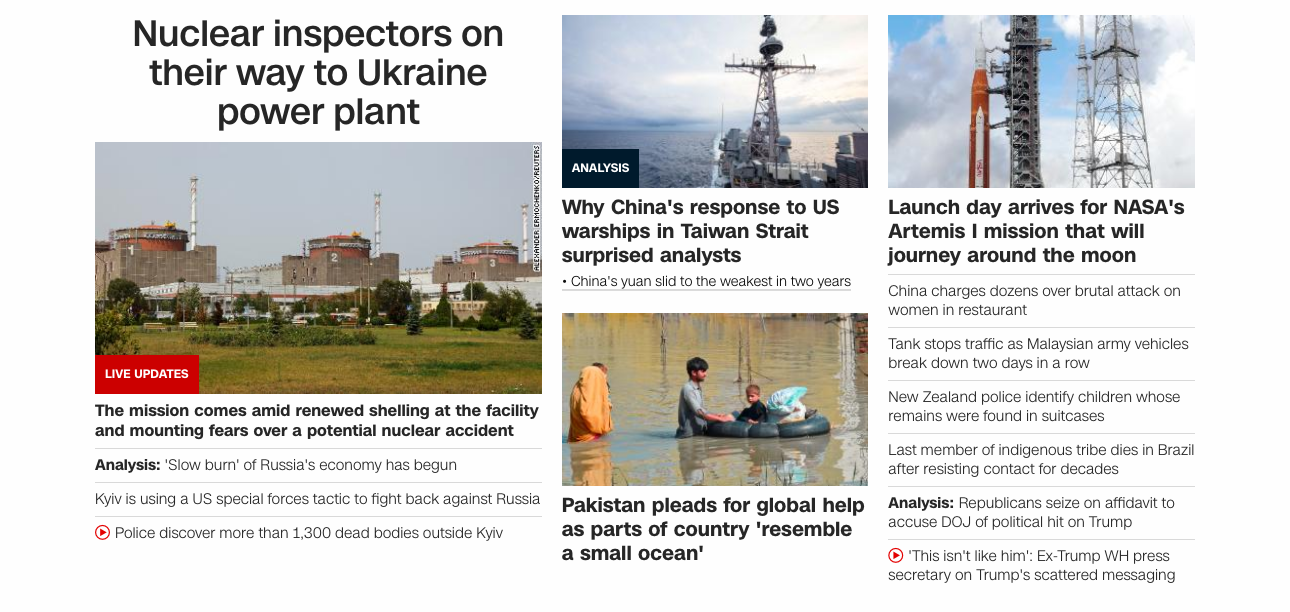 Nuclear inspectors on
their way to Ukraine
power plant
1
2
3
ALEXANDER ERMOCHENKO/REUTERS
LIVE UPDATES
The mission comes amid renewed shelling at the facility
and mounting fears over a potential nuclear accident
Analysis: 'Slow burn' of Russia's economy has begun
Kyiv is using a US special forces tactic to fight back against Russia
Police discover more than 1,300 dead bodies outside Kyiv
ANALYSIS
Why China's response to US
warships in Taiwan Strait
surprised analysts
• China's yuan slid to the weakest in two years
Pakistan pleads for global help
as parts of country 'resemble
a small ocean'
Launch day arrives for NASA's
Artemis I mission that will
journey around the moon
China charges dozens over brutal attack on
women in restaurant
Tank stops traffic as Malaysian army vehicles
break down two days in a row
New Zealand police identify children whose
remains were found in suitcases
Last member of indigenous tribe dies in Brazil
after resisting contact for decades
Analysis: Republicans seize on affidavit to
accuse DOJ of political hit on Trump
'This isn't like him': Ex-Trump WH press
secretary on Trump's scattered messaging